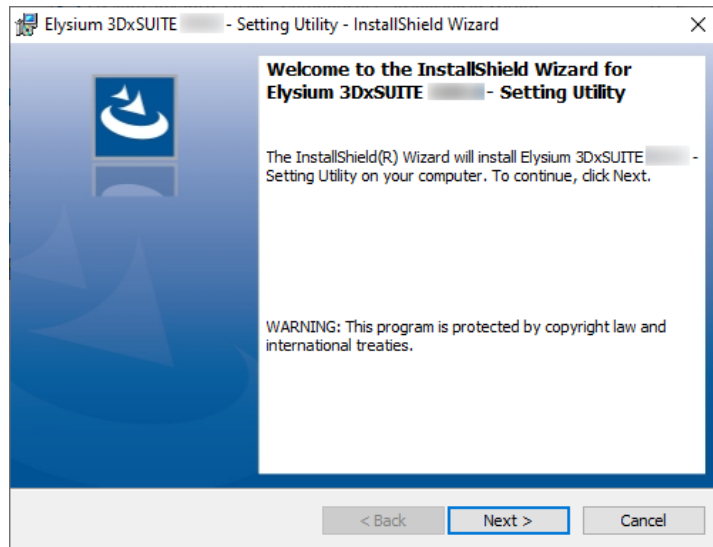 Elysium 3DxSUITE - Setting Utility - InstallShield Wizard
Welcome to the InstallShield Wizard for
Elysium 3DxSUITE - Setting Utility
The InstallShield(R) Wizard will install Elysium 3DxSUITE -
Setting Utility on your computer. To continue, click Next.
WARNING: This program is protected by copyright law and
international treaties.
< Back Next > Cancel